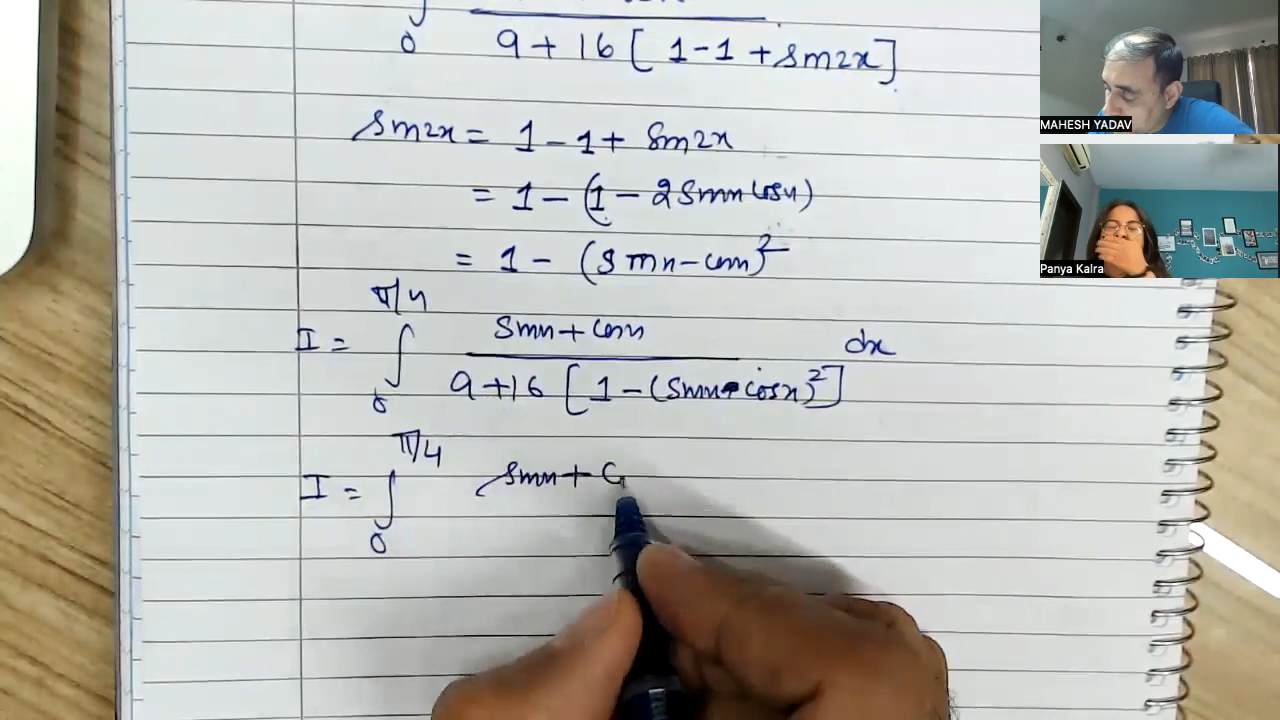 0 9 + 16 [ 1 - 1 + sin2x ]
sin2x = 1 - 1 + sin2x
= 1 - (1 - 2 sinx cosx)
= 1 - (sinx - cosx)²
π/4
I = ∫ sinx + cosx dx
0 9 + 16 [ 1 - (sinx - cosx)² ]
π/4
I = ∫ sinx + C
0
MAHESH YADAV
Panya Kalra